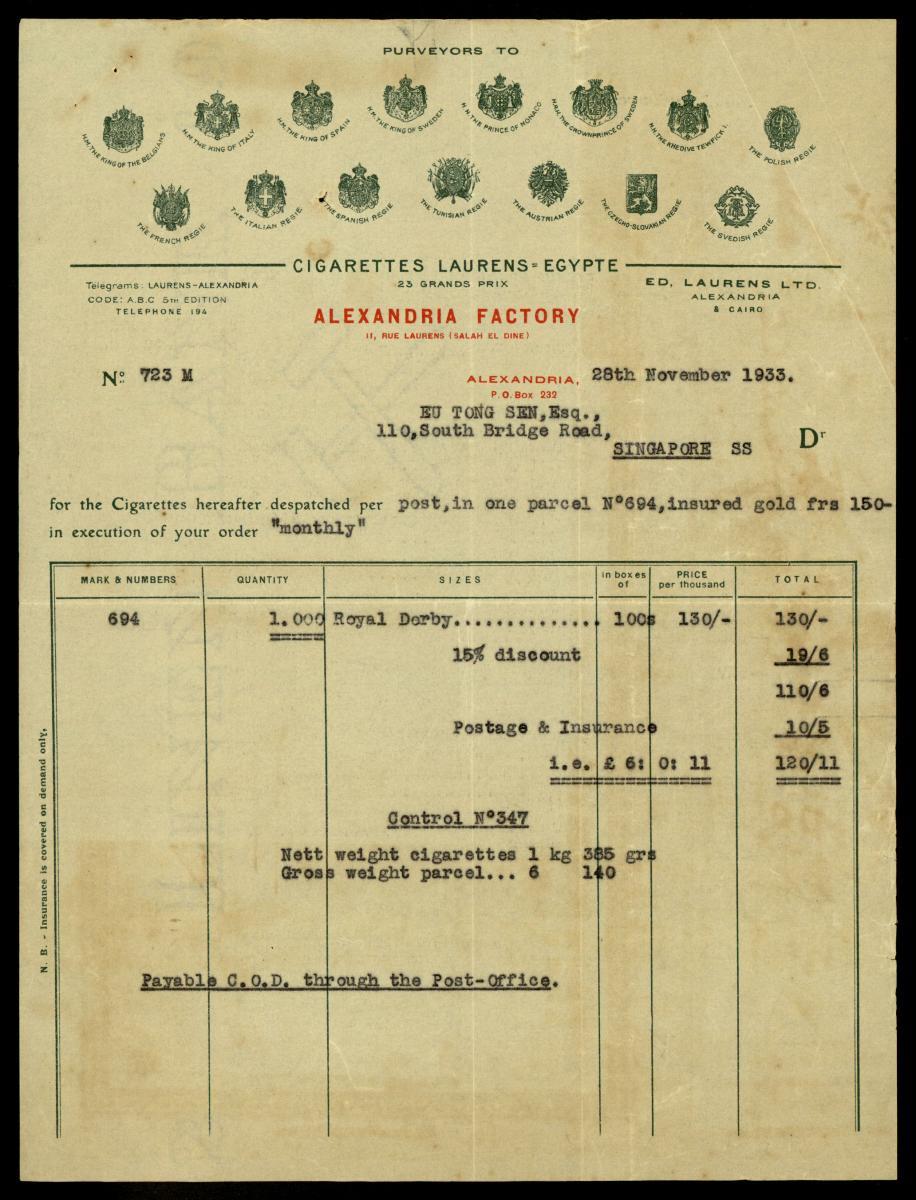 PURVEYORS TO
H.M. THE KING OF THE BELGIANS
H.M. THE KING OF ITALY
H.M. THE KING OF SPAIN
H.M. THE KING OF SWEDEN
H.H. THE PRINCE OF MONACO
H.R.H. THE CROWNPRINCE OF SWEDEN
H.H. THE KHEDIVE TEWFICK I.
THE POLISH REGIE
THE FRENCH REGIE
THE ITALIAN REGIE
THE SPANISH REGIE
THE TUNISIAN REGIE
THE AUSTRIAN REGIE
THE CZECHO-SLOVAKIAN REGIE
THE SVEDISH REGIE
CIGARETTES LAURENS=EGYPTE
23 GRANDS PRIX
Telegrams: LAURENS-ALEXANDRIA
CODE: A.B.C 5TH EDITION
TELEPHONE 194
ED. LAURENS LTD.
ALEXANDRIA
& CAIRO
ALEXANDRIA FACTORY
11, RUE LAURENS (SALAH EL DINE)
No: 723 M
ALEXANDRIA, 28th November 1933.
P.O. Box 232
EU TONG SEN,Esq.,
110,South Bridge Road,
SINGAPORE SS
Dr
for the Cigarettes hereafter despatched per post,in one parcel N°694,insured gold frs 150-
in execution of your order "monthly"
MARK & NUMBERS QUANTITY SIZES in boxes of PRICE per thousand TOTAL
694 1.000 Royal Derby.............. 100s 130/- 130/-
15% discount 19/6
110/6
Postage & Insurance 10/5
i.e. £ 6: 0: 11 120/11
Control N°347
Nett weight cigarettes 1 kg 385 grs
Gross weight parcel... 6 140
Payable C.O.D. through the Post-Office.
N. B. - Insurance is covered on demand only.